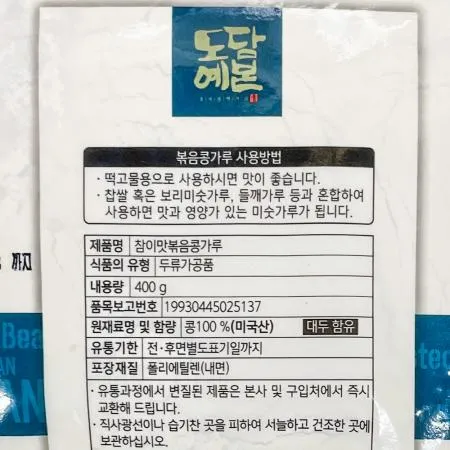 도담
예본
볶음콩가루 사용방법
· 떡고물용으로 사용하시면 맛이 좋습니다.
· 찹쌀 혹은 보리미숫가루, 들깨가루 등과 혼합하여
사용하면 맛과 영양가가 있는 미숫가루가 됩니다.
제품명 참이맛볶음콩가루
식품의 유형 두류가공품
내용량 400 g
품목보고번호 19930445025137
원재료명 및 함량 콩100 %(미국산) 대두 함유
유통기한 전·후면별도표기일까지
포장재질 폴리에틸렌(내면)
· 유통과정에서 변질된 제품은 본사 및 구입처에서 즉시
교환해 드립니다.
· 직사광선이나 습기찬 곳을 피하여 서늘하고 건조한 곳에
보관하십시오.